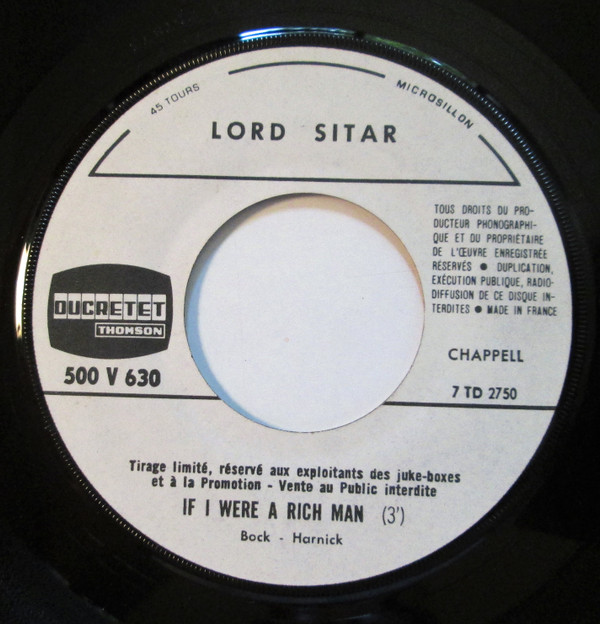 45 TOURS
MICROSILLON
LORD SITAR
TOUS DROITS DU PRO-
DUCTEUR PHONOGRAPHI-
QUE ET DU PROPRIÉTAIRE
DE L'ŒUVRE ENREGISTRÉE
RÉSERVÉS ● DUPLICATION,
EXÉCUTION PUBLIQUE, RADIO-
DIFFUSION DE CE DISQUE IN-
TERDITES ● MADE IN FRANCE
DUCRETET
THOMSON
500 V 630
CHAPPELL
7 TD 2750
Tirage limité, réservé aux exploitants des juke-boxes
et à la Promotion - Vente au Public interdite
IF I WERE A RICH MAN (3')
Bock - Harnick